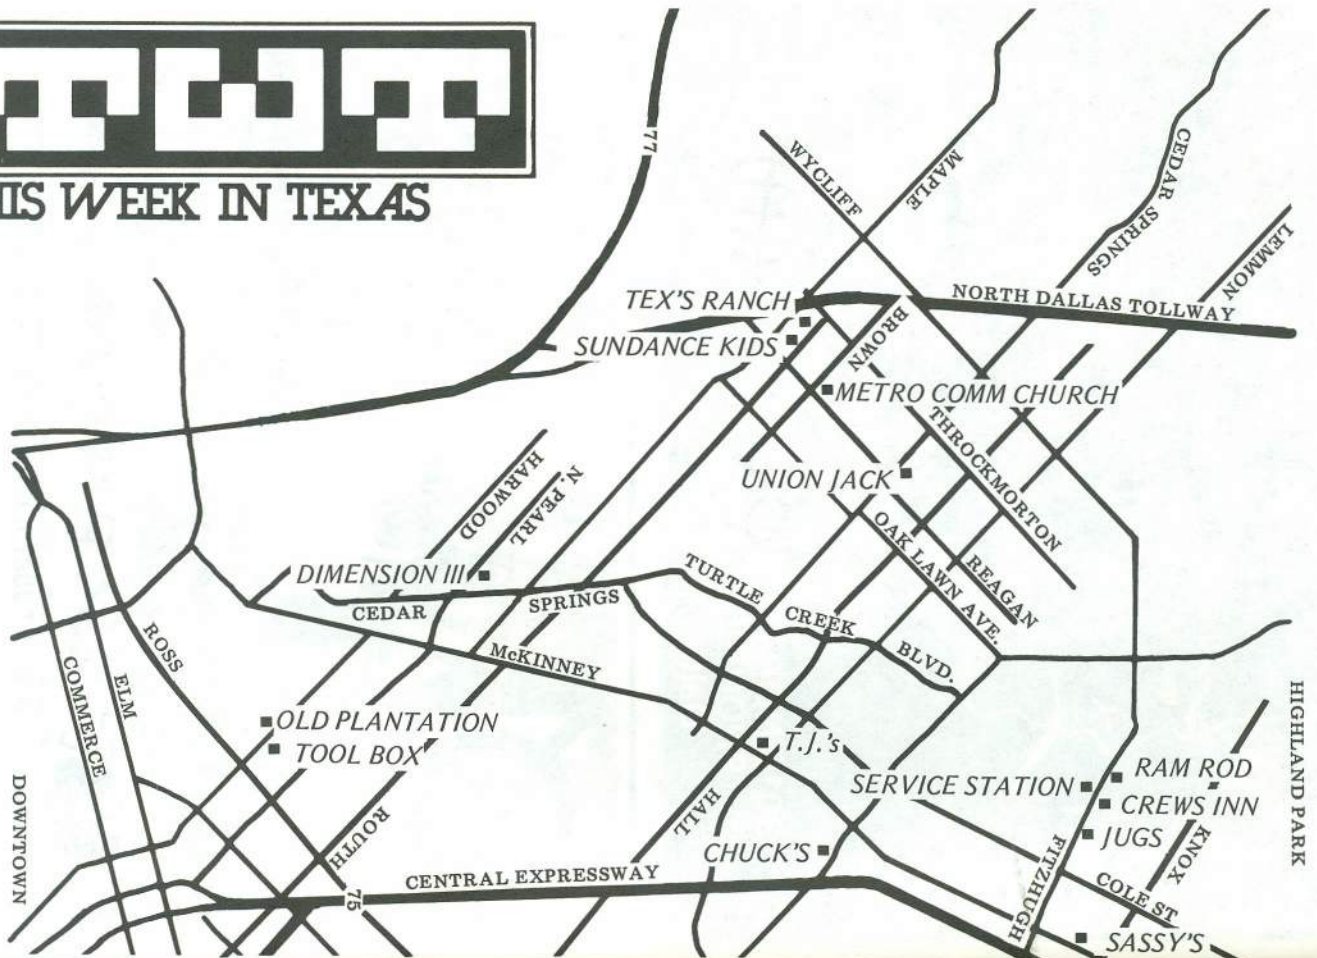 TWT
HIS WEEK IN TEXAS
77
WYCLIFF
MAPLE
CEDAR SPRINGS
LEMMON
TEX'S RANCH
NORTH DALLAS TOLLWAY
SUNDANCE KIDS
BROWN
METRO COMM CHURCH
THROCKMORTON
UNION JACK
HARWOOD
N. PEARL
OAK LAWN AVE.
REAGAN
DIMENSION III
CEDAR SPRINGS
TURTLE CREEK BLVD.
McKINNEY
ROSS
ELM
COMMERCE
OLD PLANTATION
TOOL BOX
T.J.'s
SERVICE STATION
RAM ROD
CREWS INN
JUGS
HIGHLAND PARK
DOWNTOWN
ROUTH
HALL
CHUCK'S
FITZHUGH
KNOX
CENTRAL EXPRESSWAY
75
COLE ST
SASSY'S